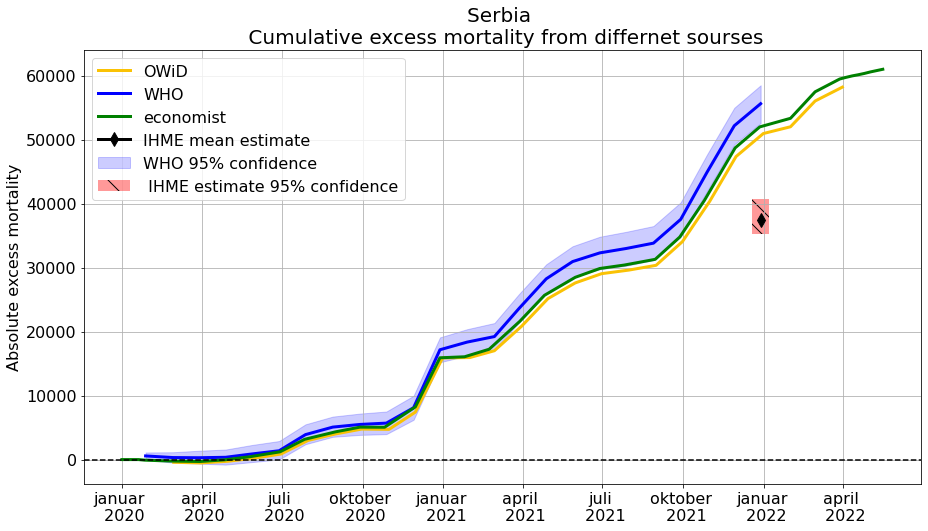 Serbia
Cumulative excess mortality from differnet sourses
OWiD
WHO
economist
IHME mean estimate
WHO 95% confidence
IHME estimate 95% confidence
Absolute excess mortality
60000
50000
40000
30000
20000
10000
0
januar april juli oktober januar april juli oktober januar april
2020 2020 2020 2020 2021 2021 2021 2021 2022 2022